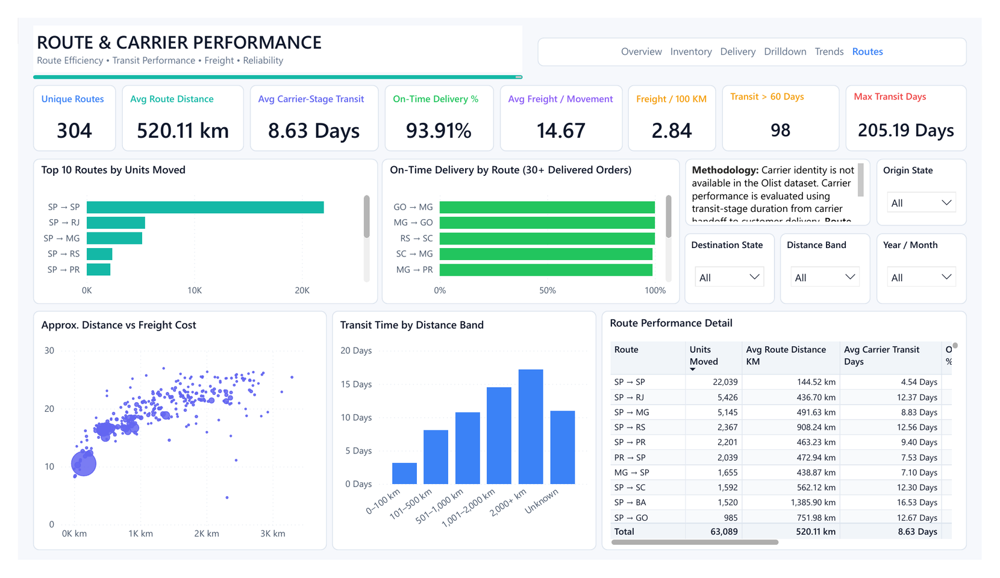 ROUTE & CARRIER PERFORMANCE
Route Efficiency • Transit Performance • Freight • Reliability
Overview Inventory Delivery Drilldown Trends Routes
Unique Routes
304
Avg Route Distance
520.11 km
Avg Carrier-Stage Transit
8.63 Days
On-Time Delivery %
93.91%
Avg Freight / Movement
14.67
Freight / 100 KM
2.84
Transit > 60 Days
98
Max Transit Days
205.19 Days
Top 10 Routes by Units Moved
SP → SP
SP → RJ
SP → MG
SP → RS
SP → PR
0K 10K 20K
On-Time Delivery by Route (30+ Delivered Orders)
GO → MG
MG → GO
RS → SC
SC → MG
MG → PR
0% 50% 100%
Methodology: Carrier identity is not
available in the Olist dataset. Carrier
performance is evaluated using
transit-stage duration from carrier
handoff to customer delivery. Route
Origin State
All
Destination State
All
Distance Band
All
Year / Month
All
Approx. Distance vs Freight Cost
30
20
10
0
0K km 1K km 2K km 3K km
Transit Time by Distance Band
20 Days
15 Days
10 Days
5 Days
0 Days
0–100 km
101–500 km
501–1,000 km
1,001–2,000 km
2,000+ km
Unknown
Route Performance Detail
Route Units Moved Avg Route Distance KM Avg Carrier Transit Days O %
SP → SP 22,039 144.52 km 4.54 Days
SP → RJ 5,426 436.70 km 12.37 Days
SP → MG 5,145 491.63 km 8.83 Days
SP → RS 2,367 908.24 km 12.56 Days
SP → PR 2,201 463.23 km 9.40 Days
PR → SP 2,039 472.94 km 7.53 Days
MG → SP 1,655 438.87 km 7.10 Days
SP → SC 1,592 562.12 km 12.30 Days
SP → BA 1,520 1,385.90 km 16.53 Days
SP → GO 985 751.98 km 12.67 Days
Total 63,089 520.11 km 8.63 Days